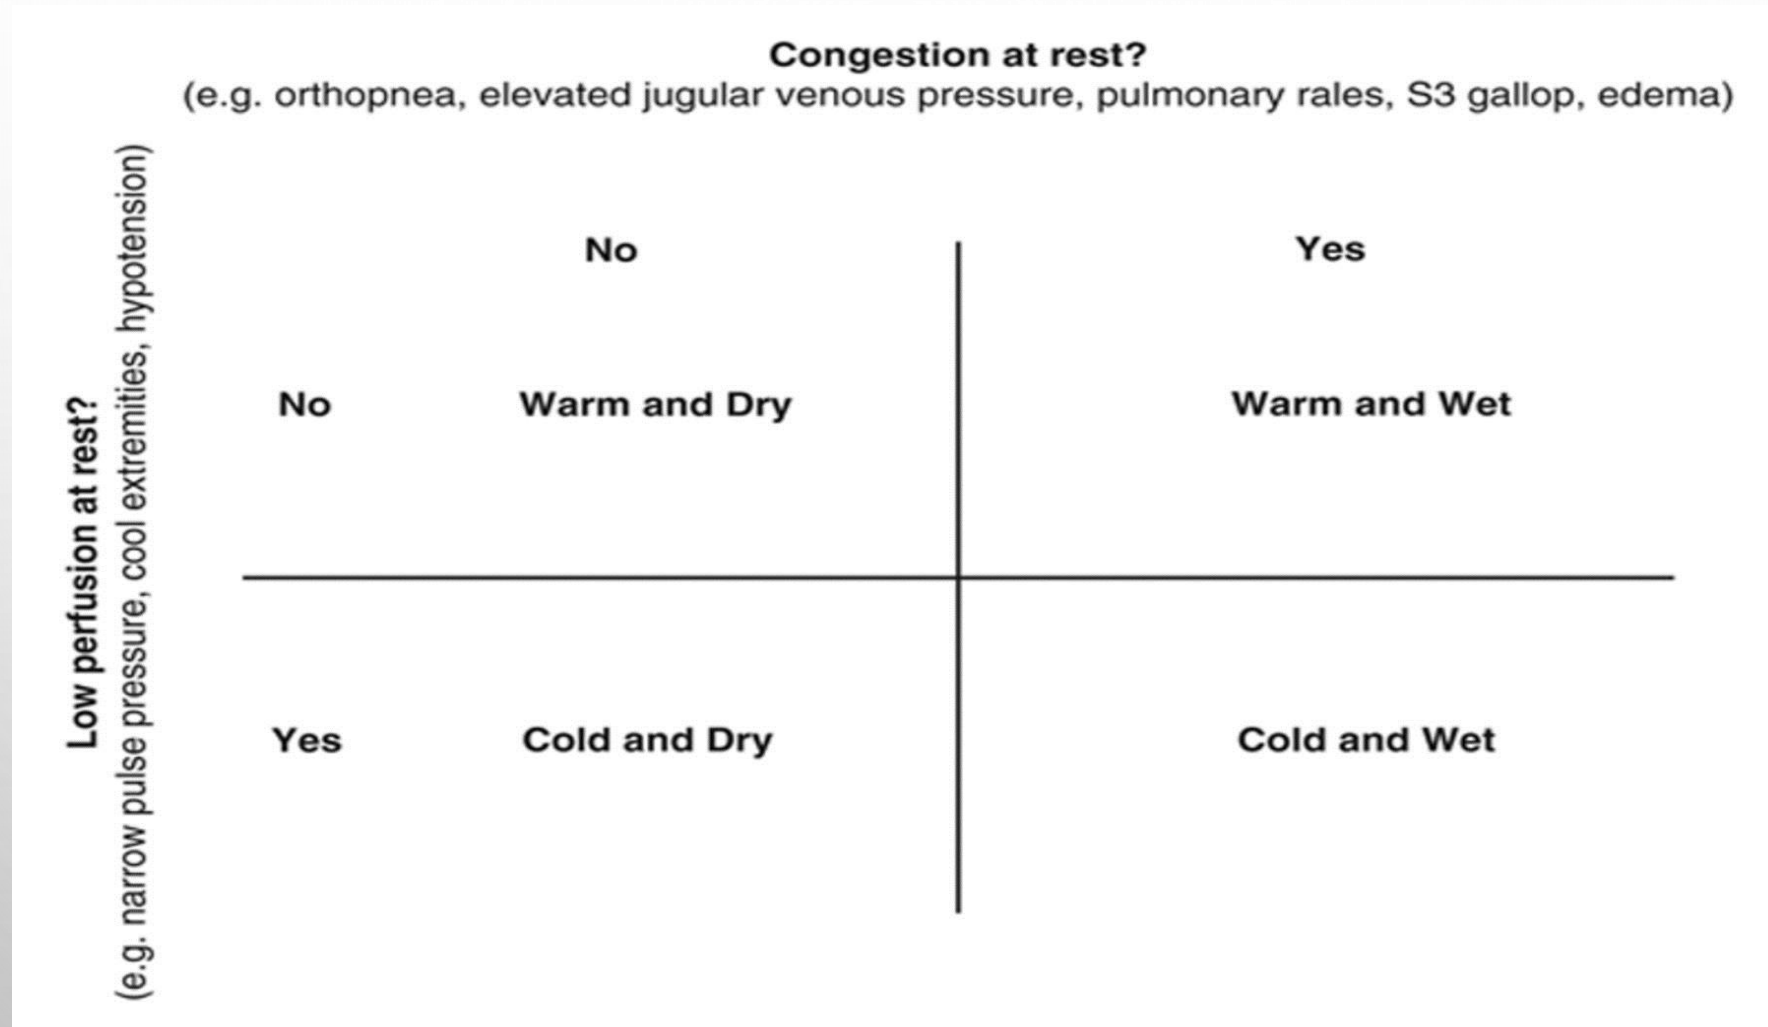 Congestion at rest?
(e.g. orthopnea, elevated jugular venous pressure, pulmonary rales, S3 gallop, edema)
Low perfusion at rest?
(e.g. narrow pulse pressure, cool extremities, hypotension)
No Yes
No Warm and Dry Warm and Wet
Yes Cold and Dry Cold and Wet